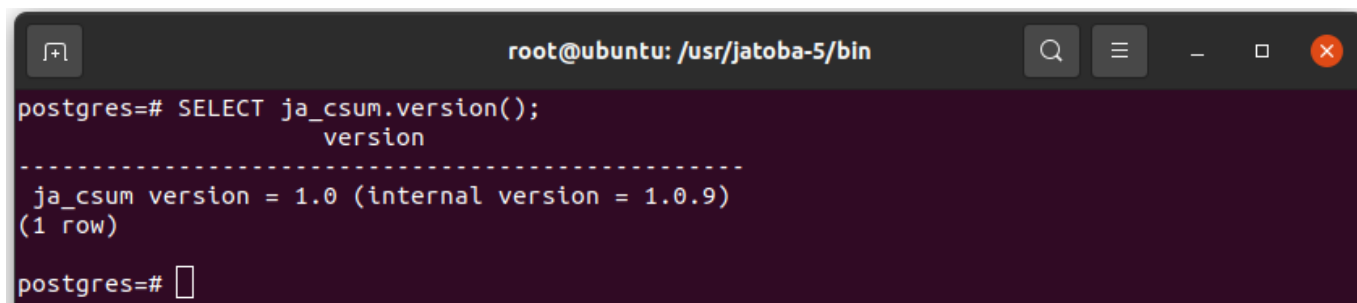 root@ubuntu: /usr/jatoba-5/bin
postgres=# SELECT ja_csum.version();
                    version
--------------------------------------------------
 ja_csum version = 1.0 (internal version = 1.0.9)
(1 row)
postgres=#